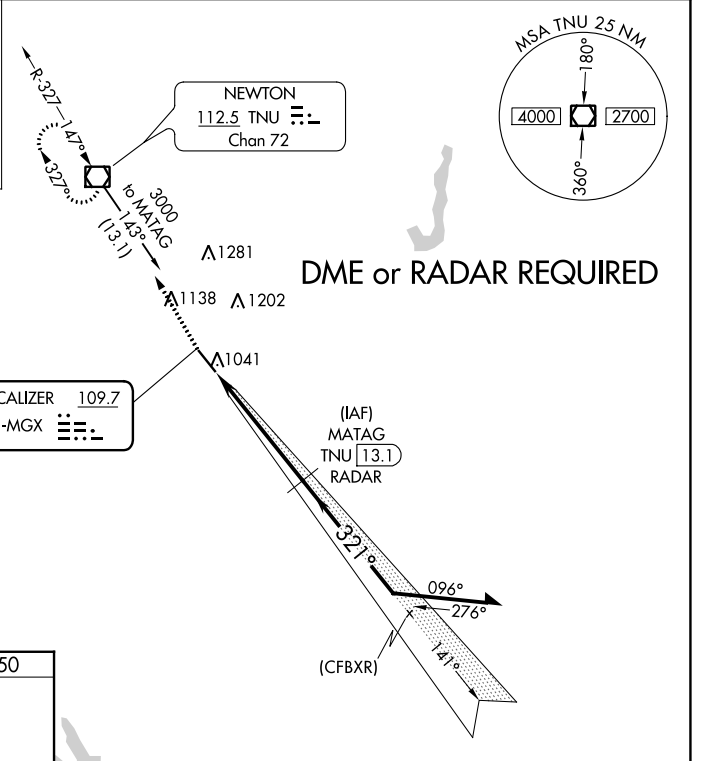 MSA TNU 25 NM
180°
4000
2700
360°
R-327
147°
327°
NEWTON
112.5 TNU
Chan 72
3000
to MATAG
143°
(13.1)
1281
1138
1202
1041
DME or RADAR REQUIRED
CALIZER 109.7
-MGX
(IAF)
MATAG
TNU 13.1
RADAR
321°
096°
276°
(CFBXR)
141°
50